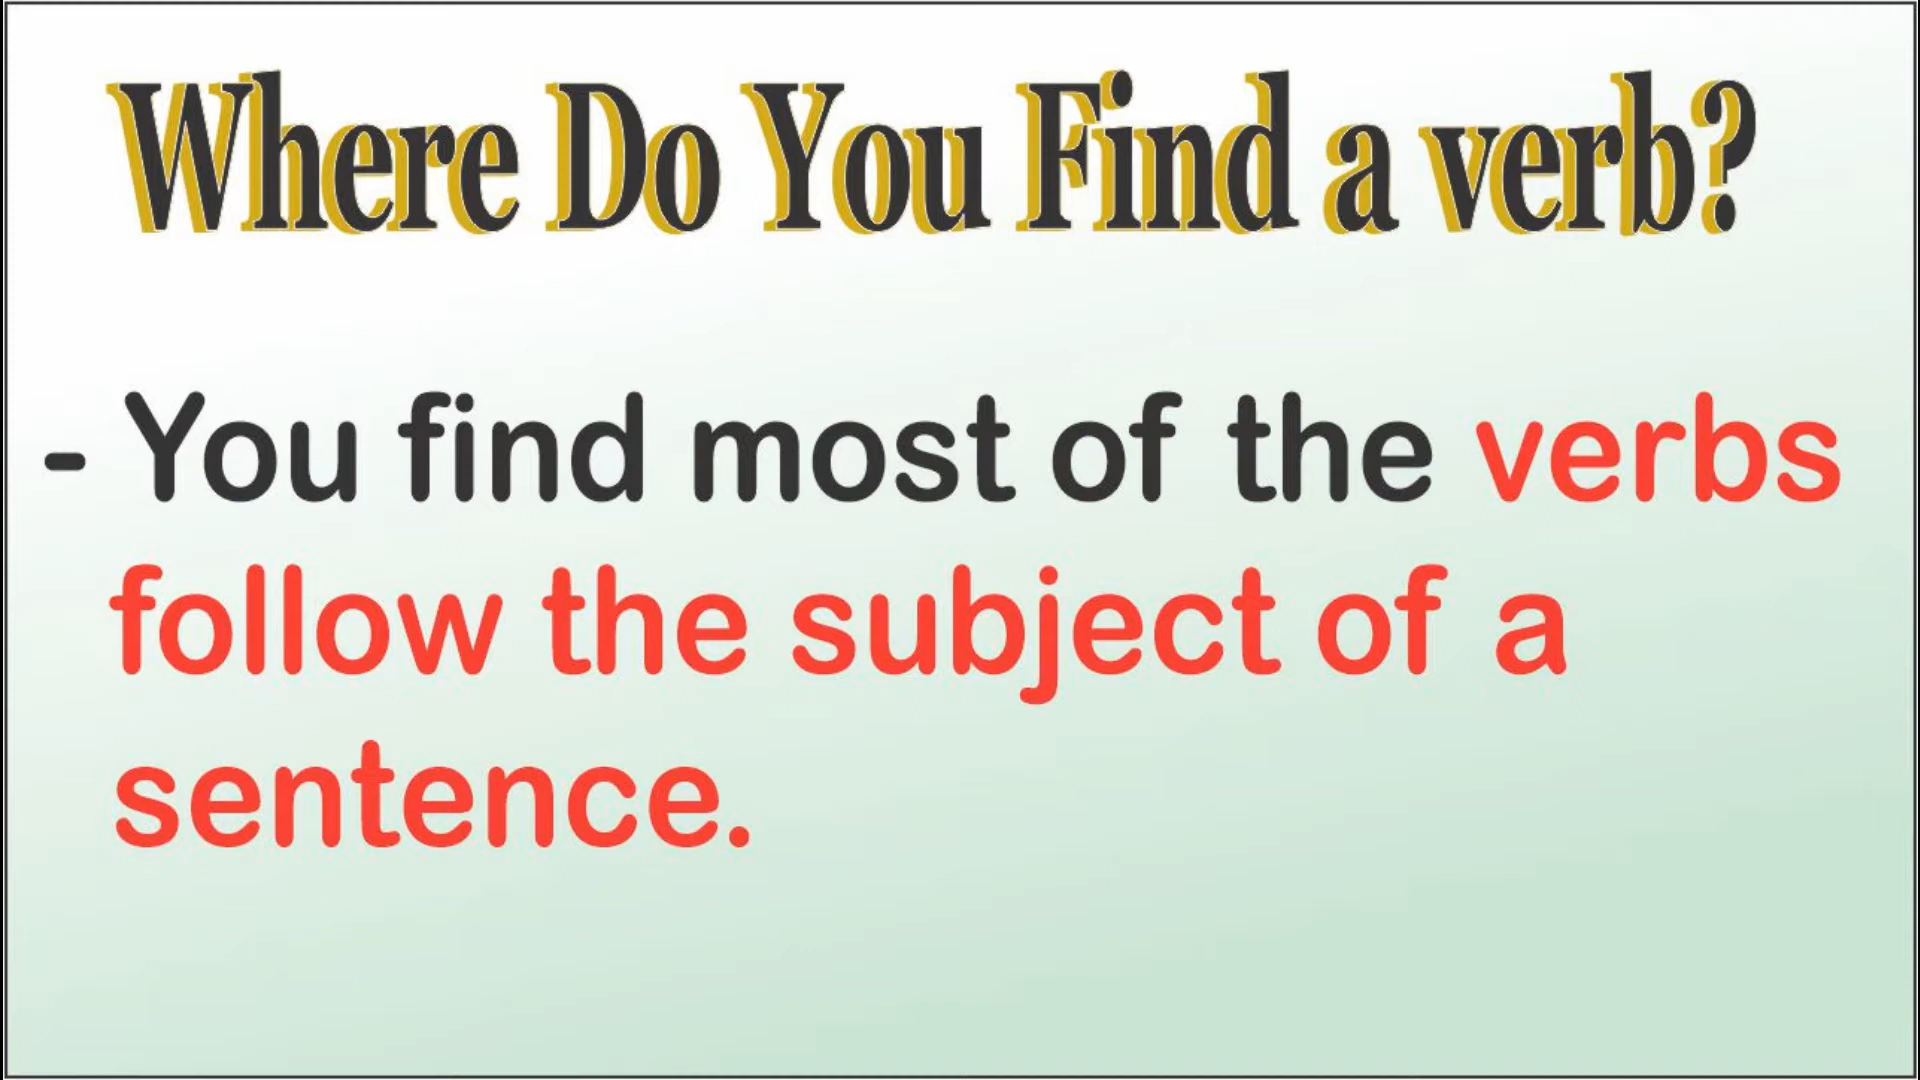 Where Do You Find a verb?
- You find most of the verbs
follow the subject of a
sentence.